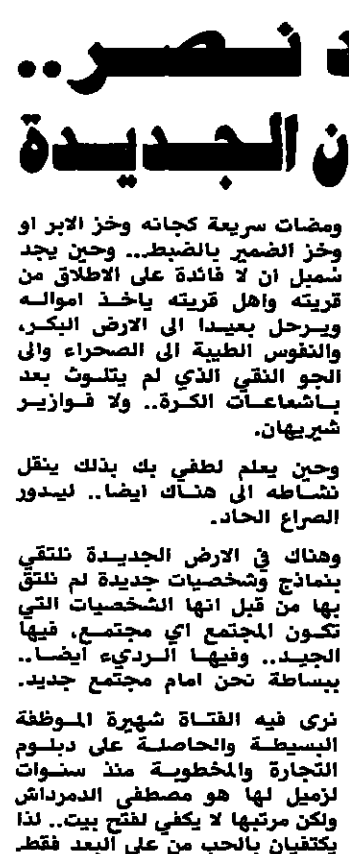 د نصر..
ن الجديدة
ومضات سريعة كجانه وخز الابر او
وخز الضمير بالضبط... وحين يجد
شمبل ان لا فائدة على الاطلاق من
قريته واهل قريته ياخذ امواله
ويرحل بعيدا الى الارض البكر،
والنفوس الطيبة الى الصحراء والى
الجو النقي الذي لم يتلوث بعد
باشعاعات الكرة.. ولا فوازير
شيريهان.
وحين يعلم لطفي بك بذلك ينقل
نشاطه الى هناك ايضا.. ليدور
الصراع الحاد.
وهناك في الارض الجديدة نلتقي
بنماذج وشخصيات جديدة لم نلتق
بها من قبل انها الشخصيات التي
تكون المجتمع اي مجتمع، فيها
الجيد.. وفيها الرديء ايضا..
ببساطة نحن امام مجتمع جديد.
نرى فيه الفتاة شهيرة الموظفة
البسيطة والحاصلة على دبلوم
التجارة والمخطوبة منذ سنوات
لزميل لها هو مصطفى الدمرداش
ولكن مرتبها لا يكفي لفتح بيت.. لذا
يكتفيان بالحب من على البعد فقط.